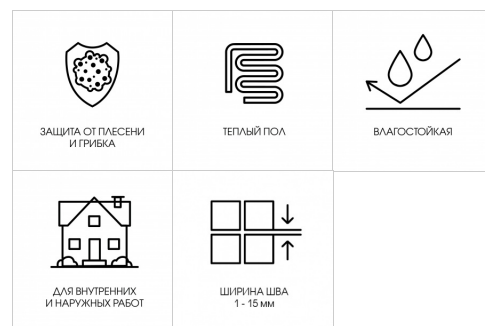 ЗАЩИТА ОТ ПЛЕСЕНИ
И ГРИБКА
ТЕПЛЫЙ ПОЛ
ВЛАГОСТОЙКАЯ
ДЛЯ ВНУТРЕННИХ
И НАРУЖНЫХ РАБОТ
ШИРИНА ШВА
1 - 15 мм